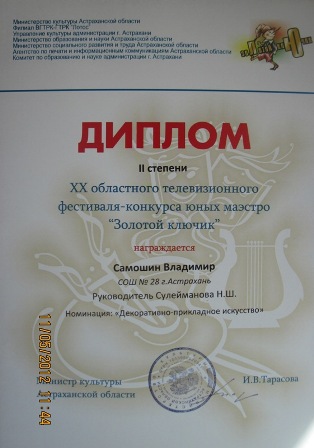 Министерство культуры Астраханской области
Филиал ВГТРК-ГТРК "Лотос"
Управление культуры администрации г. Астрахани
Министерство образования и науки Астраханской области
Министерство социального развития и труда Астраханской области
Агентство по печати и информационным коммуникациям Астраханской области
Комитет по образованию и науке администрации г. Астрахани
ДИПЛОМ
II степени
XX областного телевизионного
фестиваля-конкурса юных маэстро
"Золотой ключик"
награждается
Самошин Владимир
СОШ № 28 г.Астрахань
Руководитель Сулейманова Н.Ш.
Номинация: «Декоративно-прикладное искусство»
Министр культуры
Астраханской области
И.В.Тарасова
11/05/2012 11:44